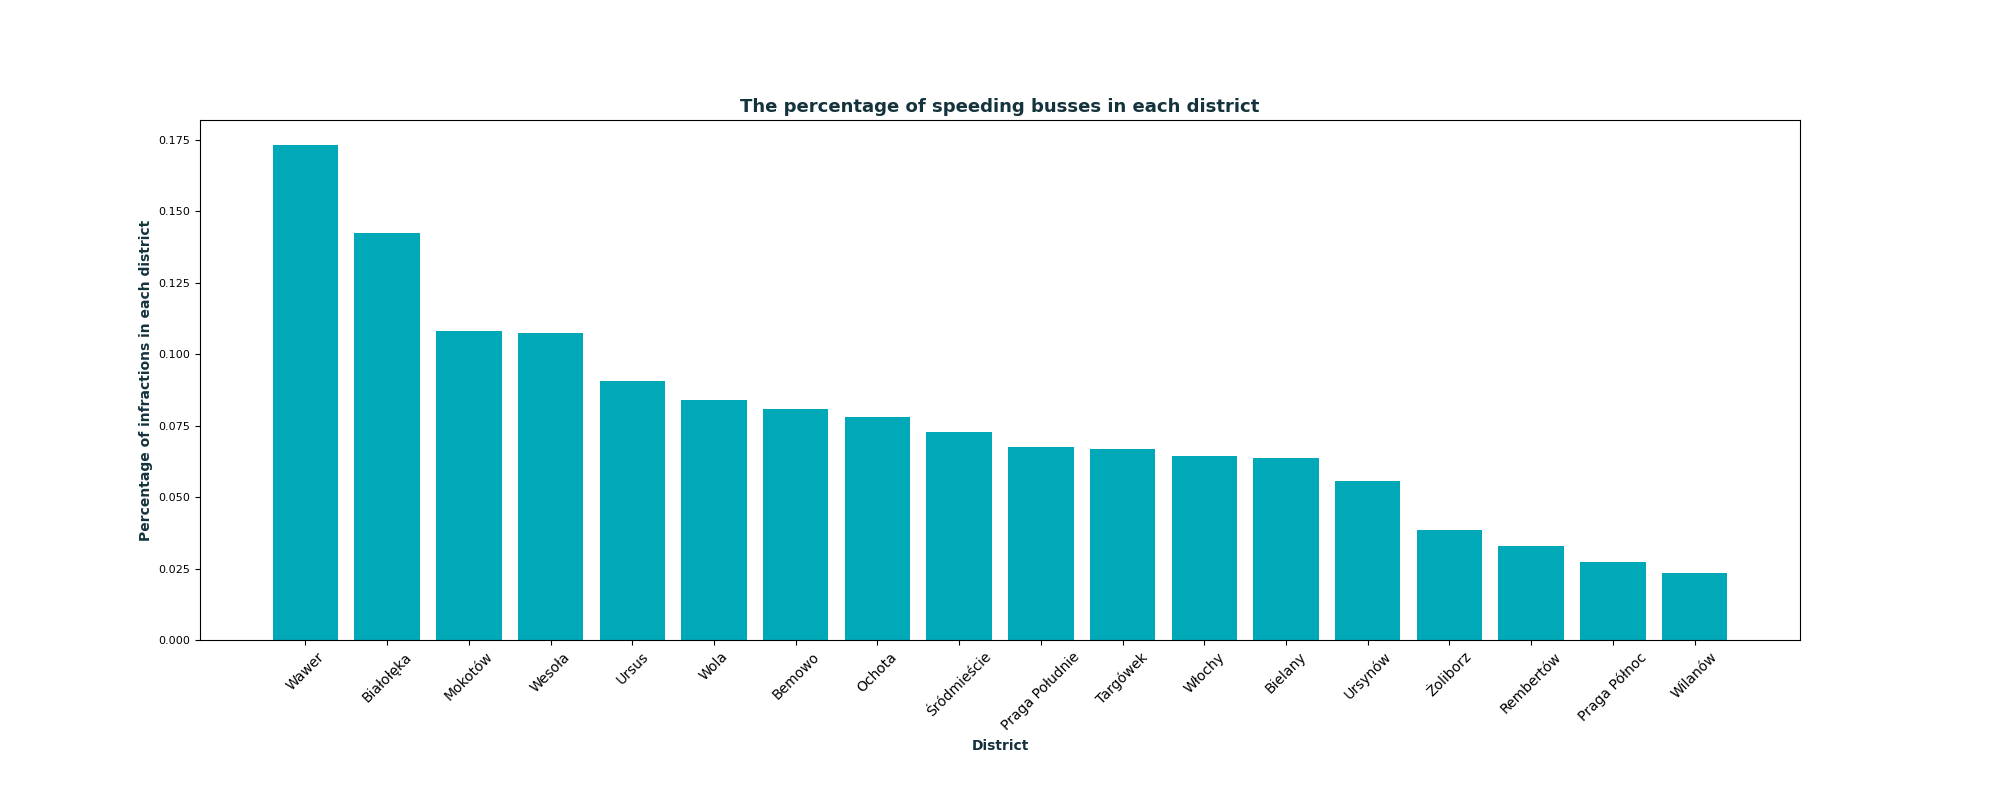 The percentage of speeding busses in each district
Percentage of infractions in each district
0.175
0.150
0.125
0.100
0.075
0.050
0.025
0.000
Wawer
Białołęka
Mokotów
Wesoła
Ursus
Wola
Bemowo
Ochota
Śródmieście
Praga Południe
Targówek
Włochy
Bielany
Ursynów
Żoliborz
Rembertów
Praga Północ
Wilanów
District